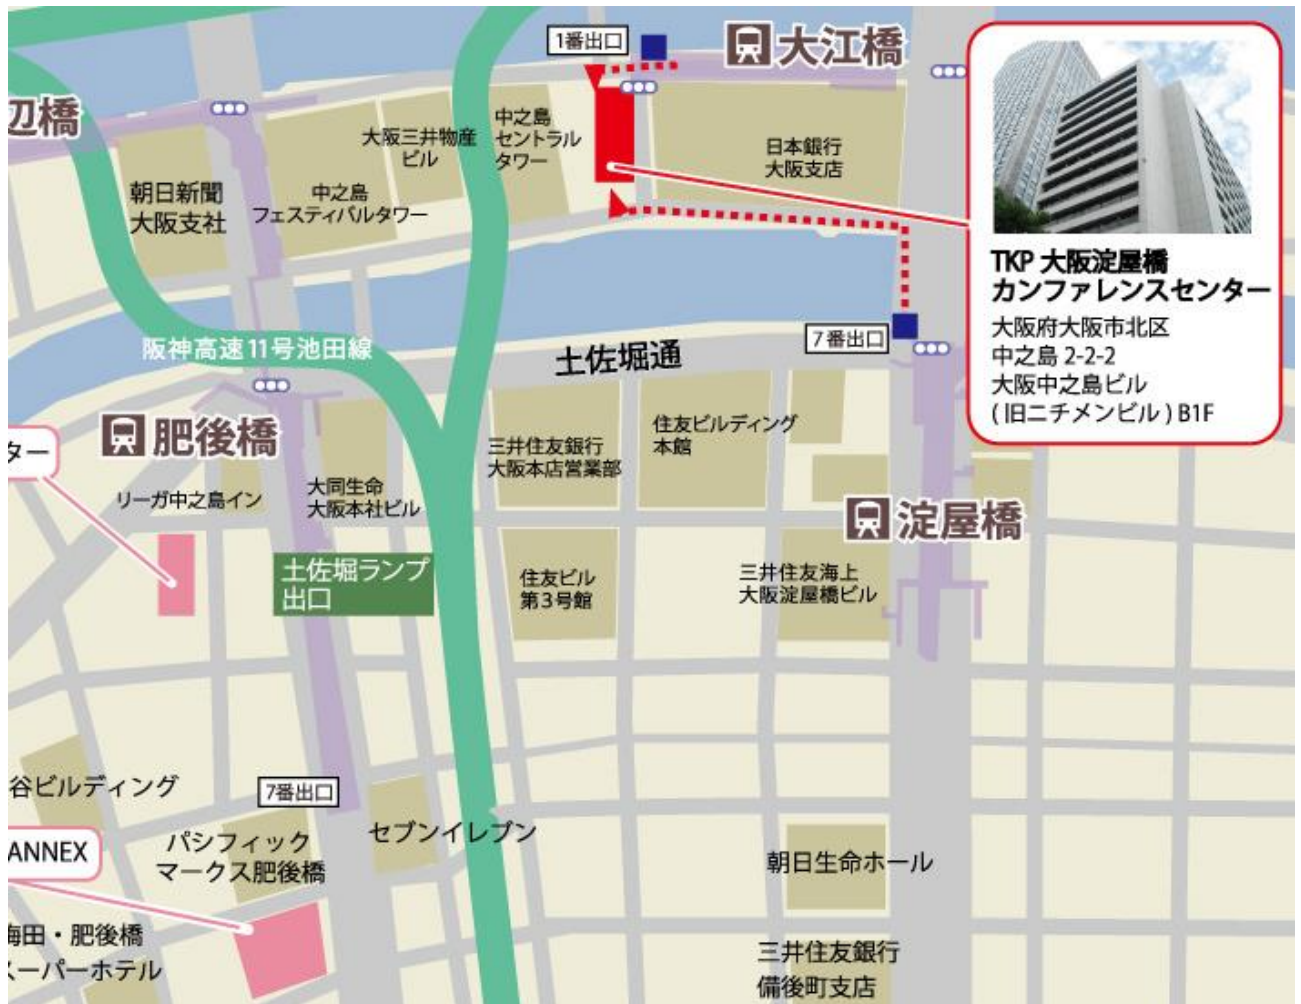 1番出口
大江橋
辺橋
大阪三井物産
ビル
中之島
セントラル
タワー
日本銀行
大阪支店
朝日新聞
大阪支社
中之島
フェスティバルタワー
TKP 大阪淀屋橋
カンファレンスセンター
大阪府大阪市北区
中之島 2-2-2
大阪中之島ビル
( 旧ニチメンビル ) B1F
7番出口
阪神高速11号池田線
土佐堀通
肥後橋
ター
三井住友銀行
大阪本店営業部
住友ビルディング
本館
リーガ中之島イン
大同生命
大阪本社ビル
淀屋橋
土佐堀ランプ
出口
住友ビル
第3号館
三井住友海上
大阪淀屋橋ビル
谷ビルディング
7番出口
セブンイレブン
パシフィック
マークス肥後橋
ANNEX
朝日生命ホール
梅田・肥後橋
スーパーホテル
三井住友銀行
備後町支店